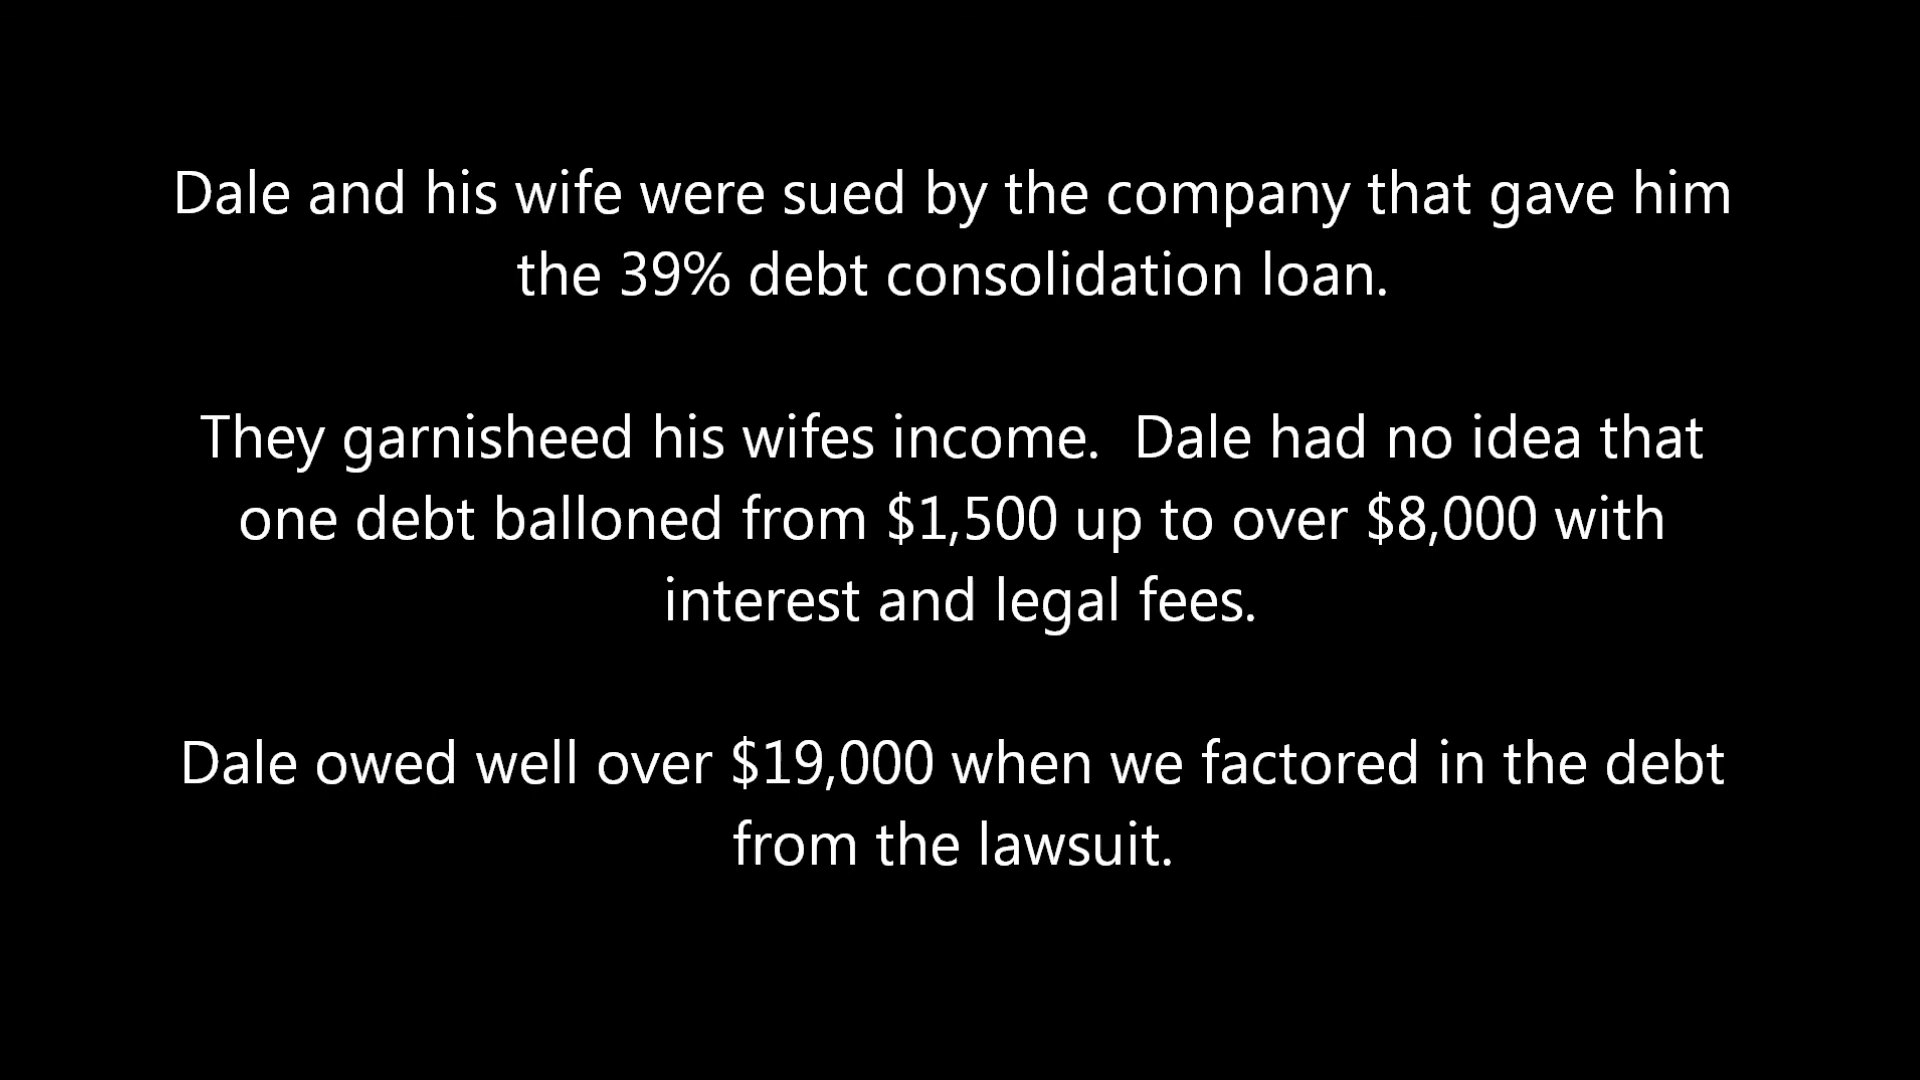 Dale and his wife were sued by the company that gave him
the 39% debt consolidation loan.
They garnisheed his wifes income.  Dale had no idea that
one debt balloned from $1,500 up to over $8,000 with
interest and legal fees.
Dale owed well over $19,000 when we factored in the debt
from the lawsuit.